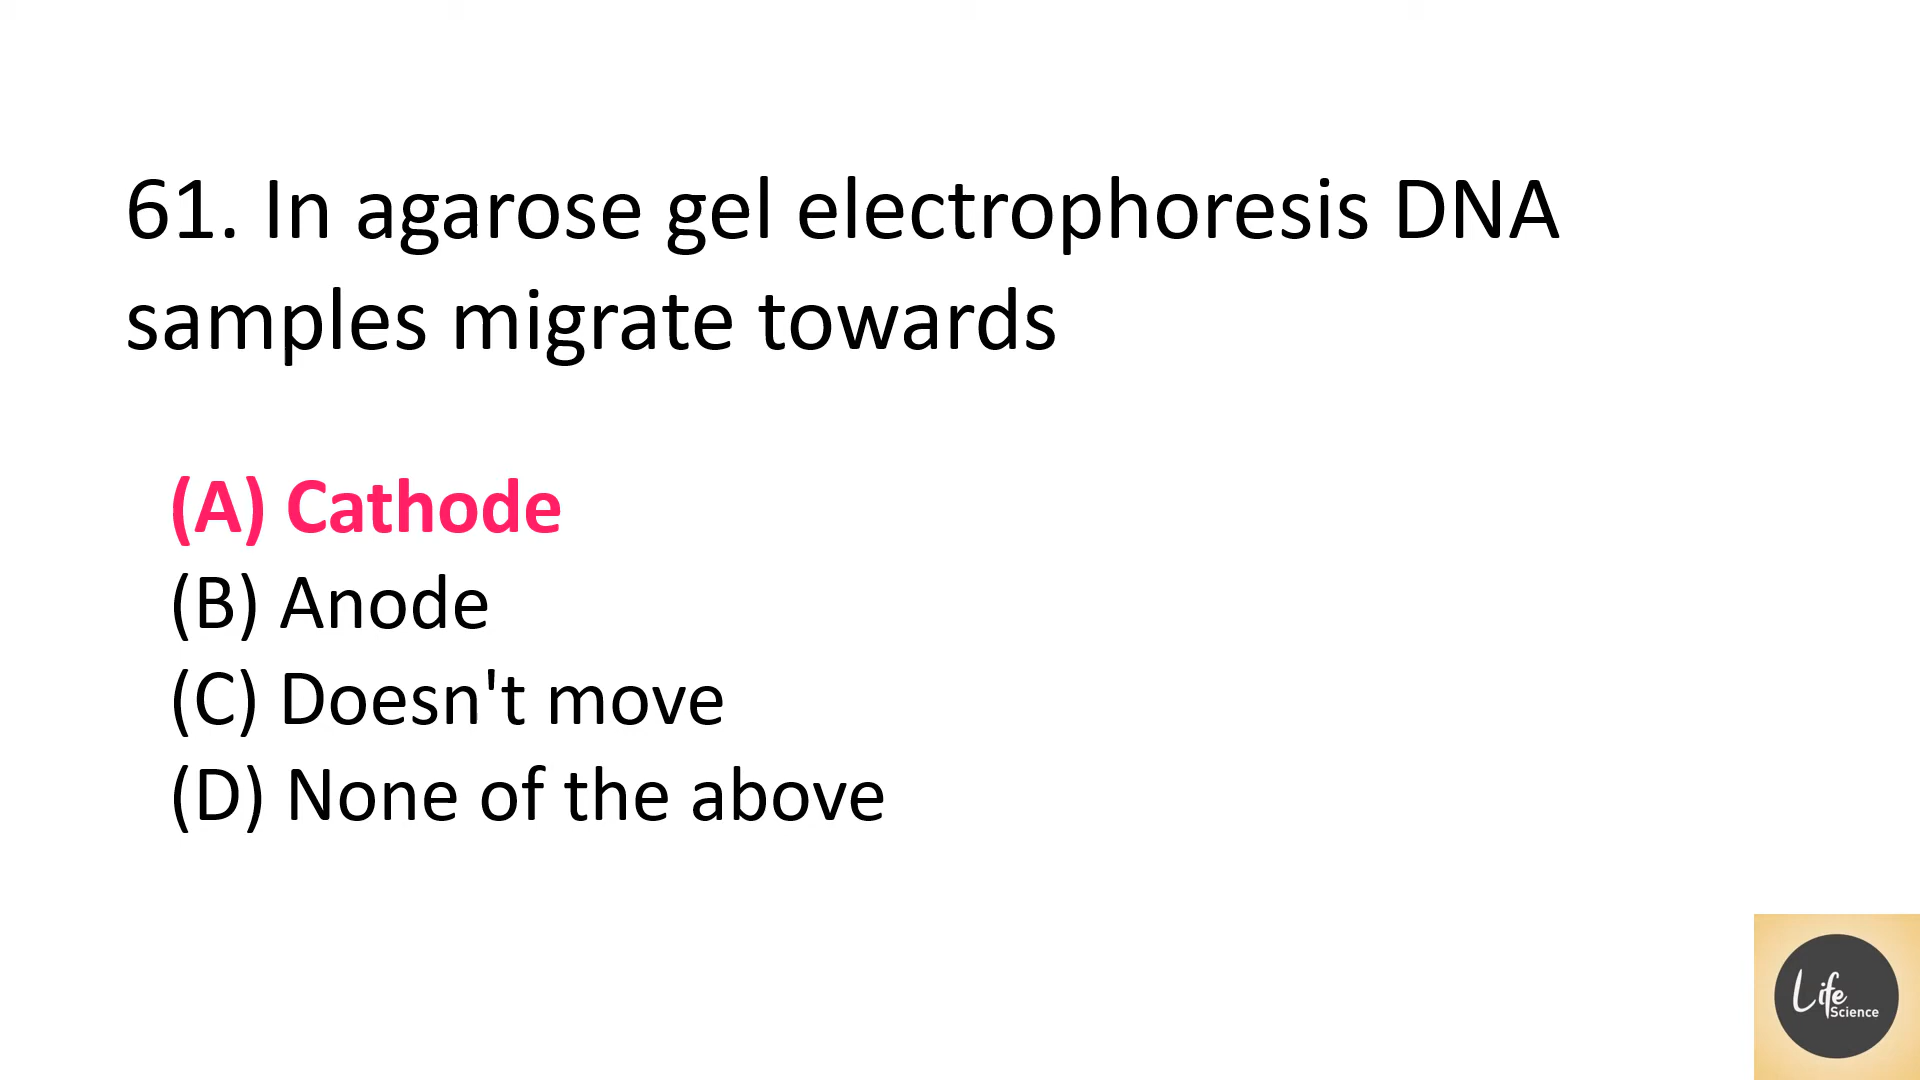 61. In agarose gel electrophoresis DNA
samples migrate towards
(A) Cathode
(B) Anode
(C) Doesn't move
(D) None of the above
Life
Science